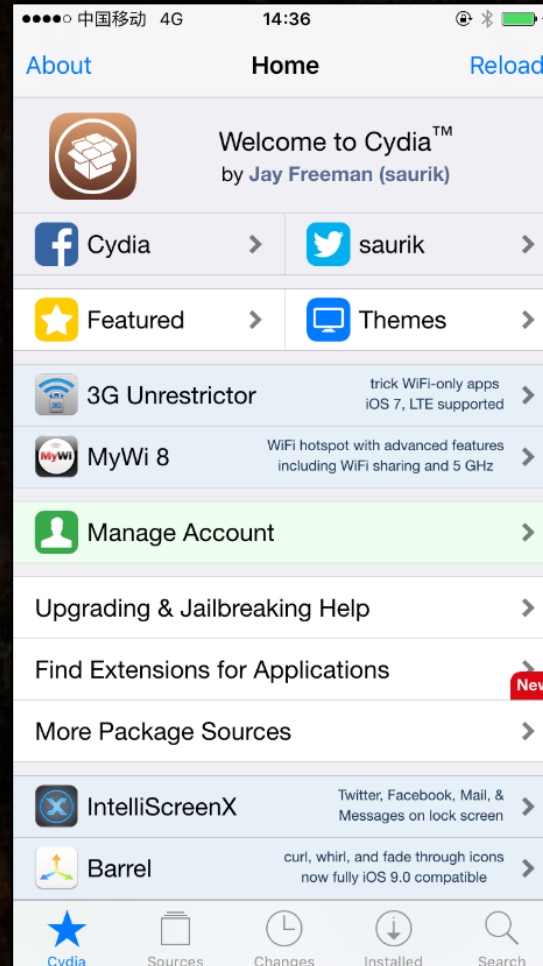 中国移动 4G 14:36
About Home Reload
Welcome to Cydia™
by Jay Freeman (saurik)
Cydia
saurik
Featured
Themes
3G Unrestrictor
trick WiFi-only apps
iOS 7, LTE supported
MyWi
MyWi 8
WiFi hotspot with advanced features
including WiFi sharing and 5 GHz
Manage Account
Upgrading & Jailbreaking Help
Find Extensions for Applications
New
More Package Sources
IntelliScreenX
Twitter, Facebook, Mail, &
Messages on lock screen
Barrel
curl, whirl, and fade through icons
now fully iOS 9.0 compatible
Cydia Sources Changes Installed Search